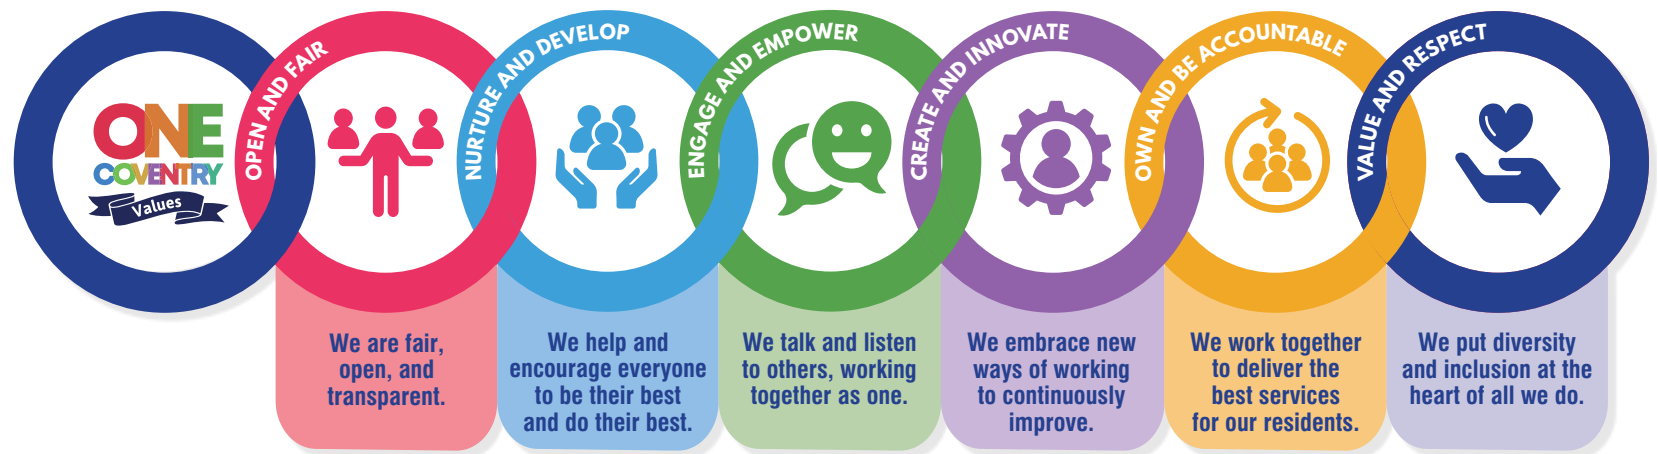 ONE
COVENTRY
Values
OPEN AND FAIR
We are fair,
open, and
transparent.
NURTURE AND DEVELOP
We help and
encourage everyone
to be their best
and do their best.
ENGAGE AND EMPOWER
We talk and listen
to others, working
together as one.
CREATE AND INNOVATE
We embrace new
ways of working
to continuously
improve.
OWN AND BE ACCOUNTABLE
We work together
to deliver the
best services
for our residents.
VALUE AND RESPECT
We put diversity
and inclusion at the
heart of all we do.